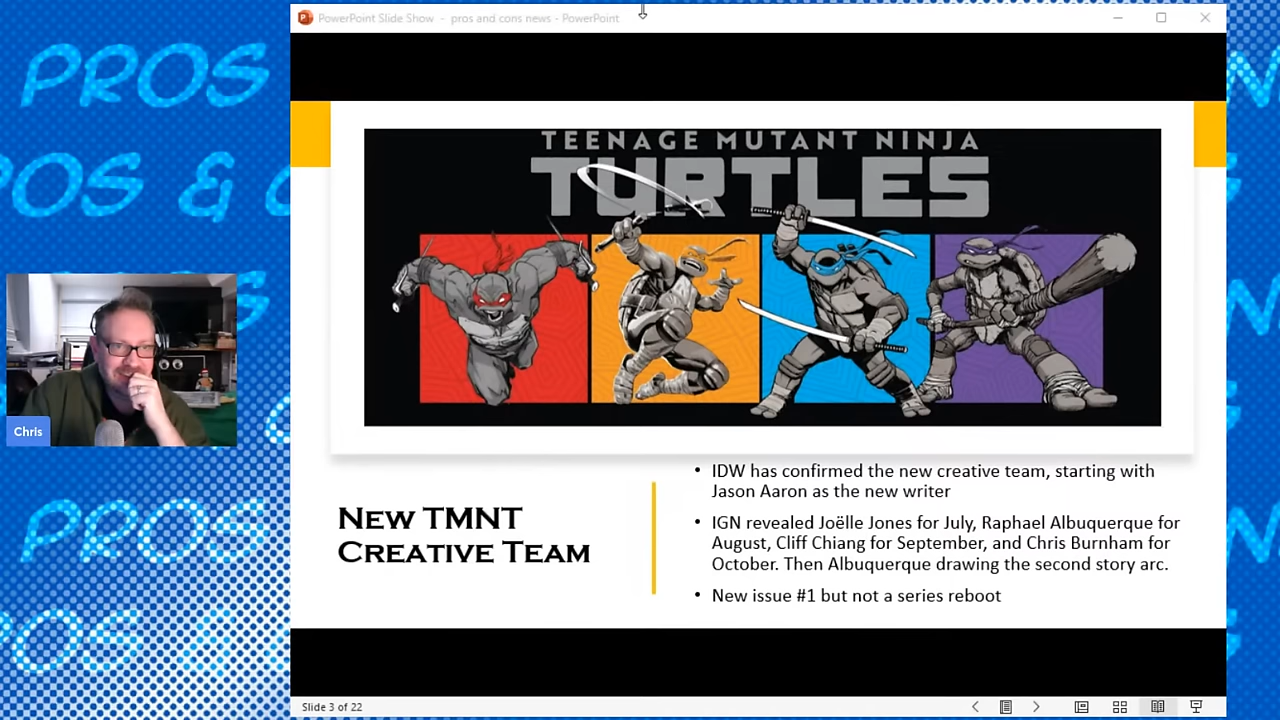 PowerPoint Slide Show - pros and cons news - PowerPoint
PROS
PROS &
Chris
PROS
TEENAGE MUTANT NINJA
TURTLES
NEW TMNT
CREATIVE TEAM
• IDW has confirmed the new creative team, starting with
Jason Aaron as the new writer
• IGN revealed Joëlle Jones for July, Raphael Albuquerque for
August, Cliff Chiang for September, and Chris Burnham for
October. Then Albuquerque drawing the second story arc.
• New issue #1 but not a series reboot
Slide 3 of 22